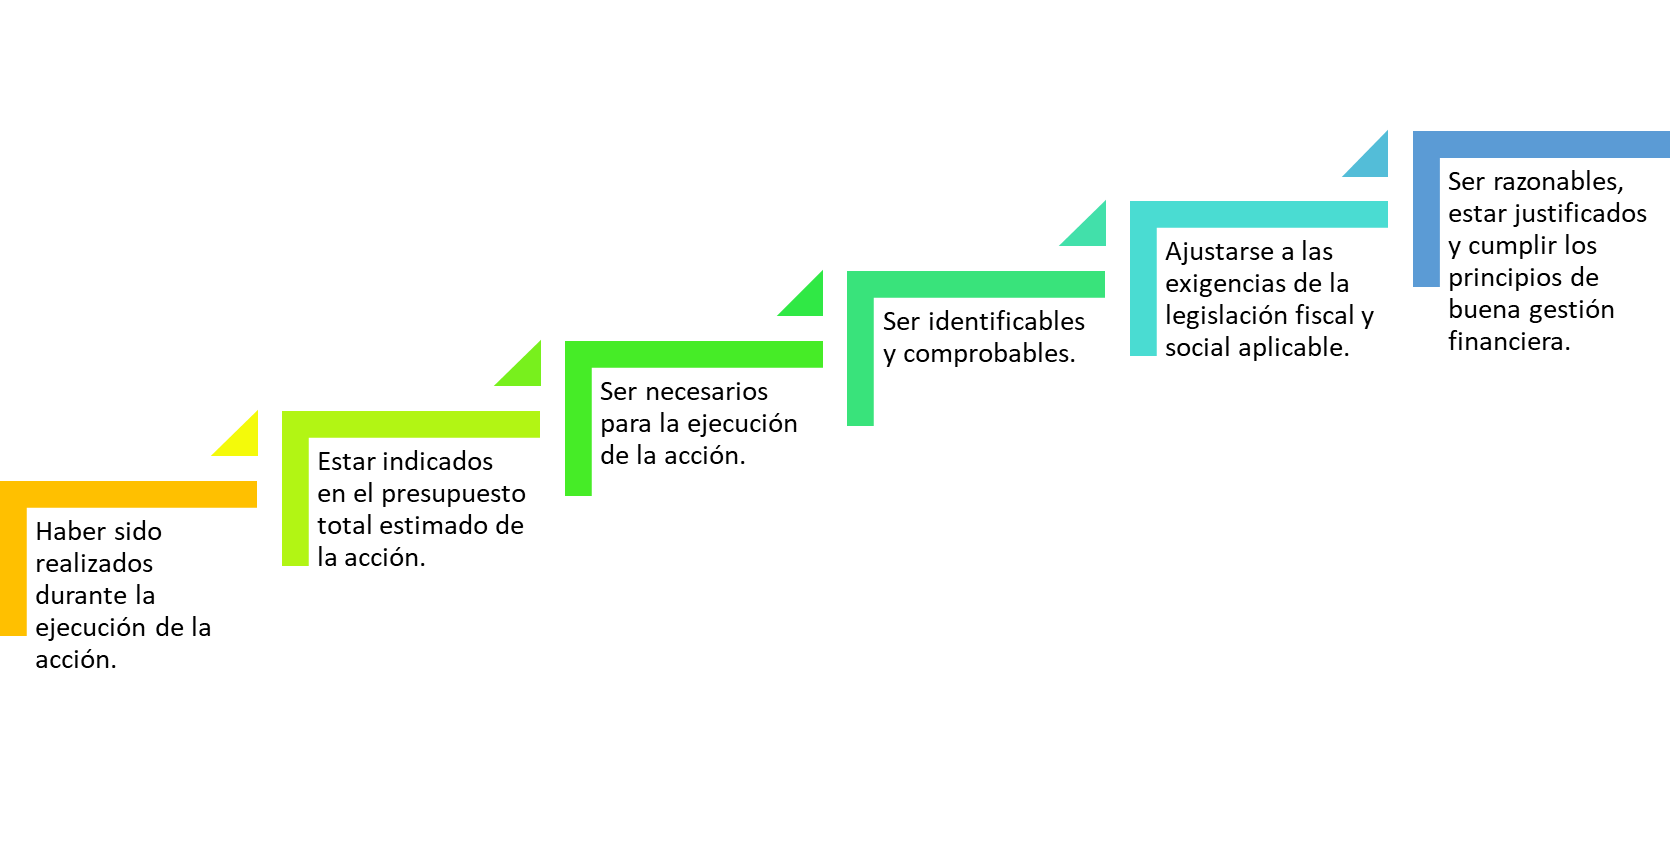 Haber sido
realizados
durante la
ejecución de la
acción.
Estar indicados
en el presupuesto
total estimado de
la acción.
Ser necesarios
para la ejecución
de la acción.
Ser identificables
y comprobables.
Ajustarse a las
exigencias de la
legislación fiscal y
social aplicable.
Ser razonables,
estar justificados
y cumplir los
principios de
buena gestión
financiera.